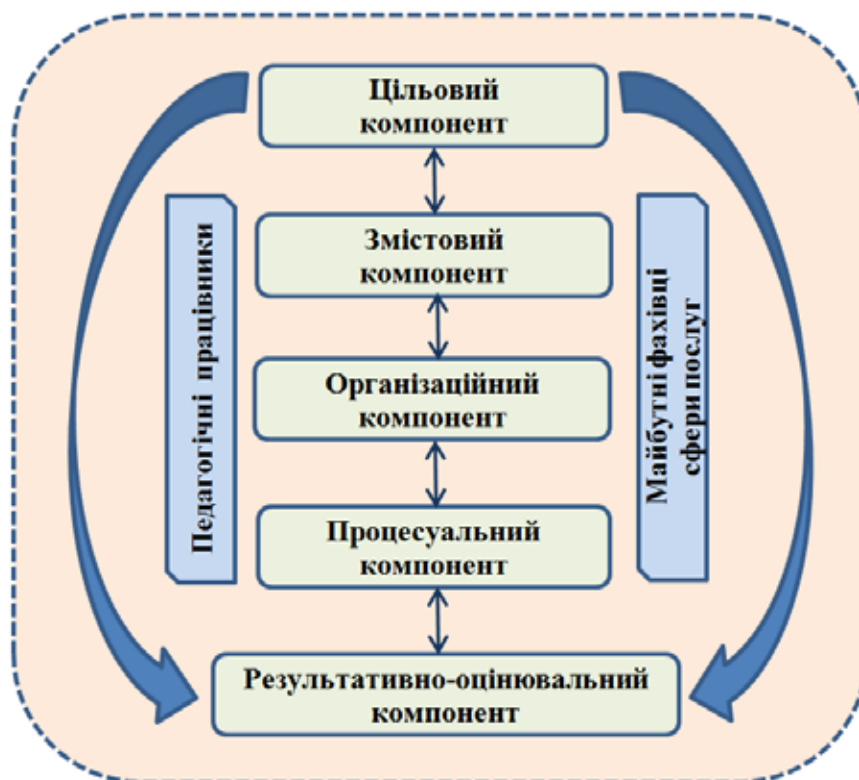 Цільовий
компонент
Змістовий
компонент
Педагогічні працівники
Майбутні фахівці
сфери послуг
Організаційний
компонент
Процесуальний
компонент
Результативно-оцінювальний
компонент